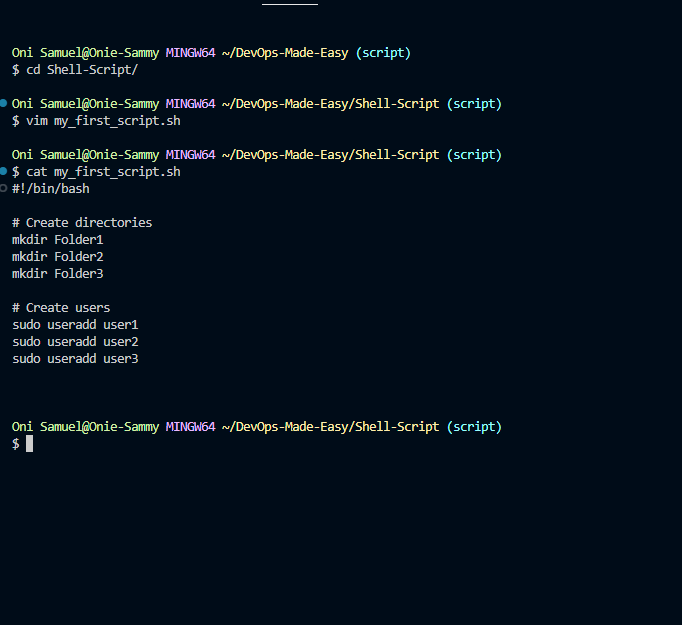 Oni Samuel@Onie-Sammy MINGW64 ~/DevOps-Made-Easy (script)
$ cd Shell-Script/
Oni Samuel@Onie-Sammy MINGW64 ~/DevOps-Made-Easy/Shell-Script (script)
$ vim my_first_script.sh
Oni Samuel@Onie-Sammy MINGW64 ~/DevOps-Made-Easy/Shell-Script (script)
$ cat my_first_script.sh
#!/bin/bash
# Create directories
mkdir Folder1
mkdir Folder2
mkdir Folder3
# Create users
sudo useradd user1
sudo useradd user2
sudo useradd user3
Oni Samuel@Onie-Sammy MINGW64 ~/DevOps-Made-Easy/Shell-Script (script)
$